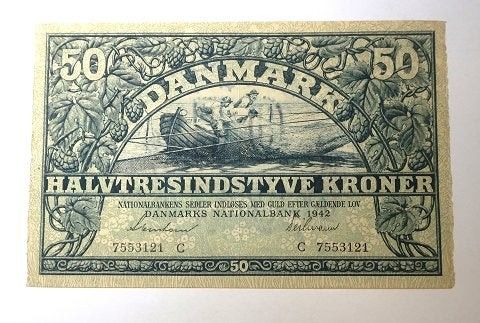 50 50
DANMARK
HALVTRESINDSTYVE KRONER
NATIONALBANKENS SEDLER INDLØSES MED GULD EFTER GÆLDENDE LOV
DANMARKS NATIONALBANK 1942
7553121 C C 7553121
50